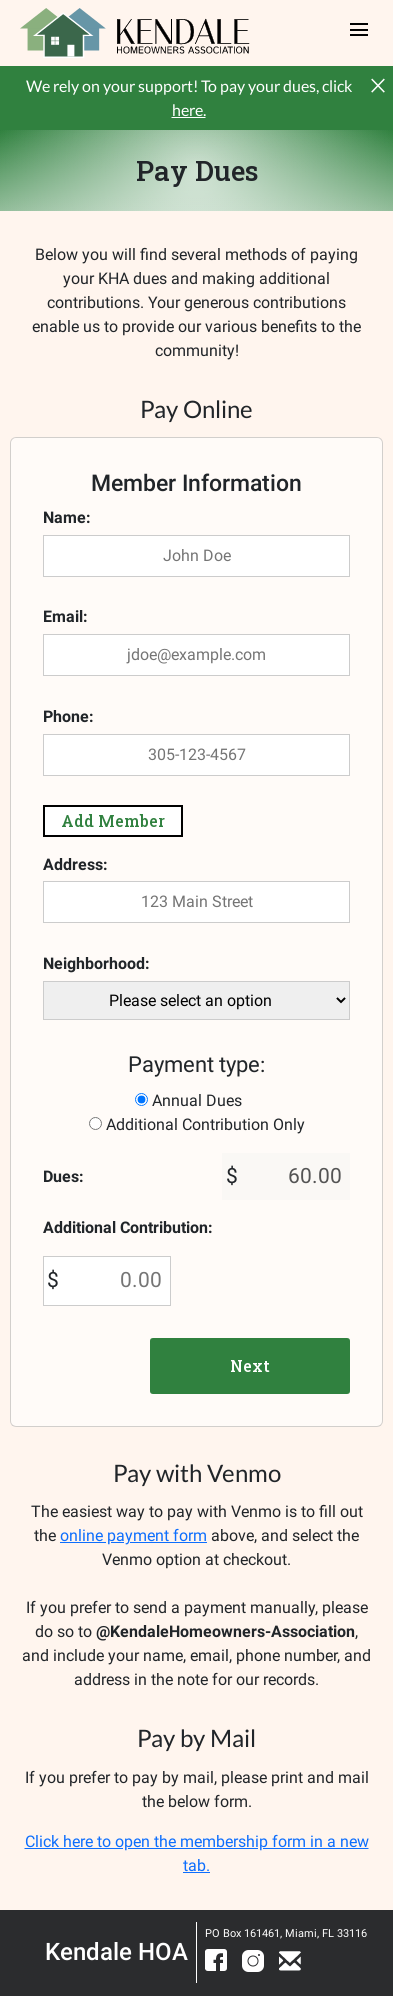 KENDALE
HOMEOWNERS ASSOCIATION
We rely on your support! To pay your dues, click
here.
Pay Dues
Below you will find several methods of paying
your KHA dues and making additional
contributions. Your generous contributions
enable us to provide our various benefits to the
community!
Pay Online
Member Information
Name:
John Doe
Email:
jdoe@example.com
Phone:
305-123-4567
Add Member
Address:
123 Main Street
Neighborhood:
Please select an option
Payment type:
Annual Dues
Additional Contribution Only
Dues: $ 60.00
Additional Contribution:
$ 0.00
Next
Pay with Venmo
The easiest way to pay with Venmo is to fill out
the online payment form above, and select the
Venmo option at checkout.
If you prefer to send a payment manually, please
do so to @KendaleHomeowners-Association,
and include your name, email, phone number, and
address in the note for our records.
Pay by Mail
If you prefer to pay by mail, please print and mail
the below form.
Click here to open the membership form in a new
tab.
Kendale HOA
PO Box 161461, Miami, FL 33116